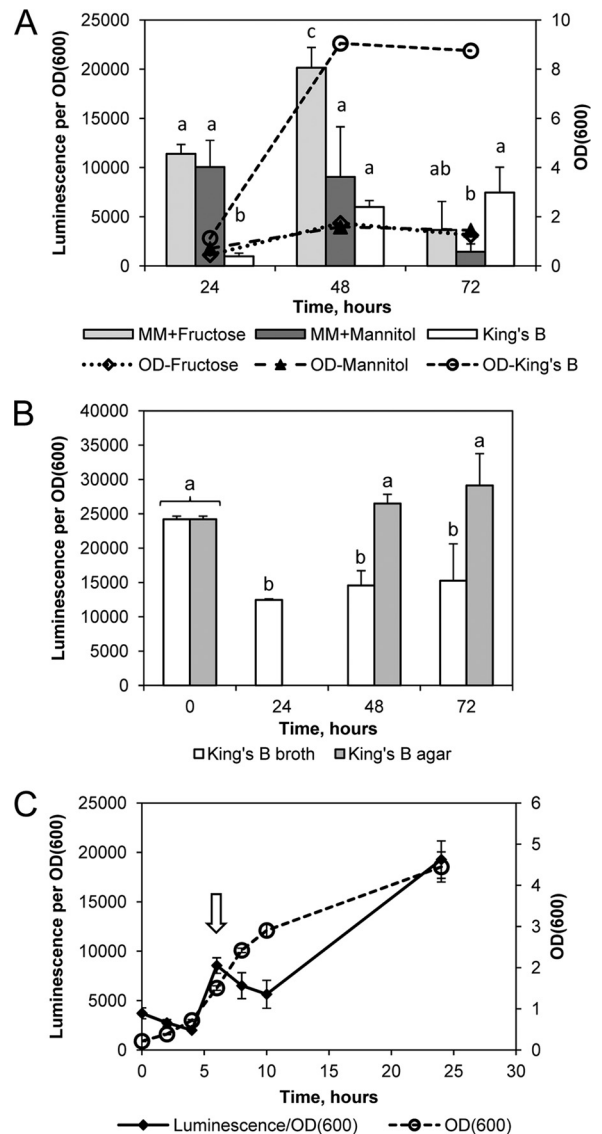 A
Luminescence per OD(600)
25000
20000
15000
10000
5000
0
10
8
6
4
2
0
OD(600)
a a b
c a a
ab b a
24 48 72
Time, hours
MM+Fructose MM+Mannitol King's B
OD-Fructose OD-Mannitol OD-King's B
B
Luminescence per OD(600)
40000
35000
30000
25000
20000
15000
10000
5000
0
a b b a b a
0 24 48 72
Time, hours
King's B broth King's B agar
C
Luminescence per OD(600)
25000
20000
15000
10000
5000
0
6
5
4
3
2
1
0
OD(600)
0 5 10 15 20 25 30
Time, hours
Luminescence/OD(600) OD(600)